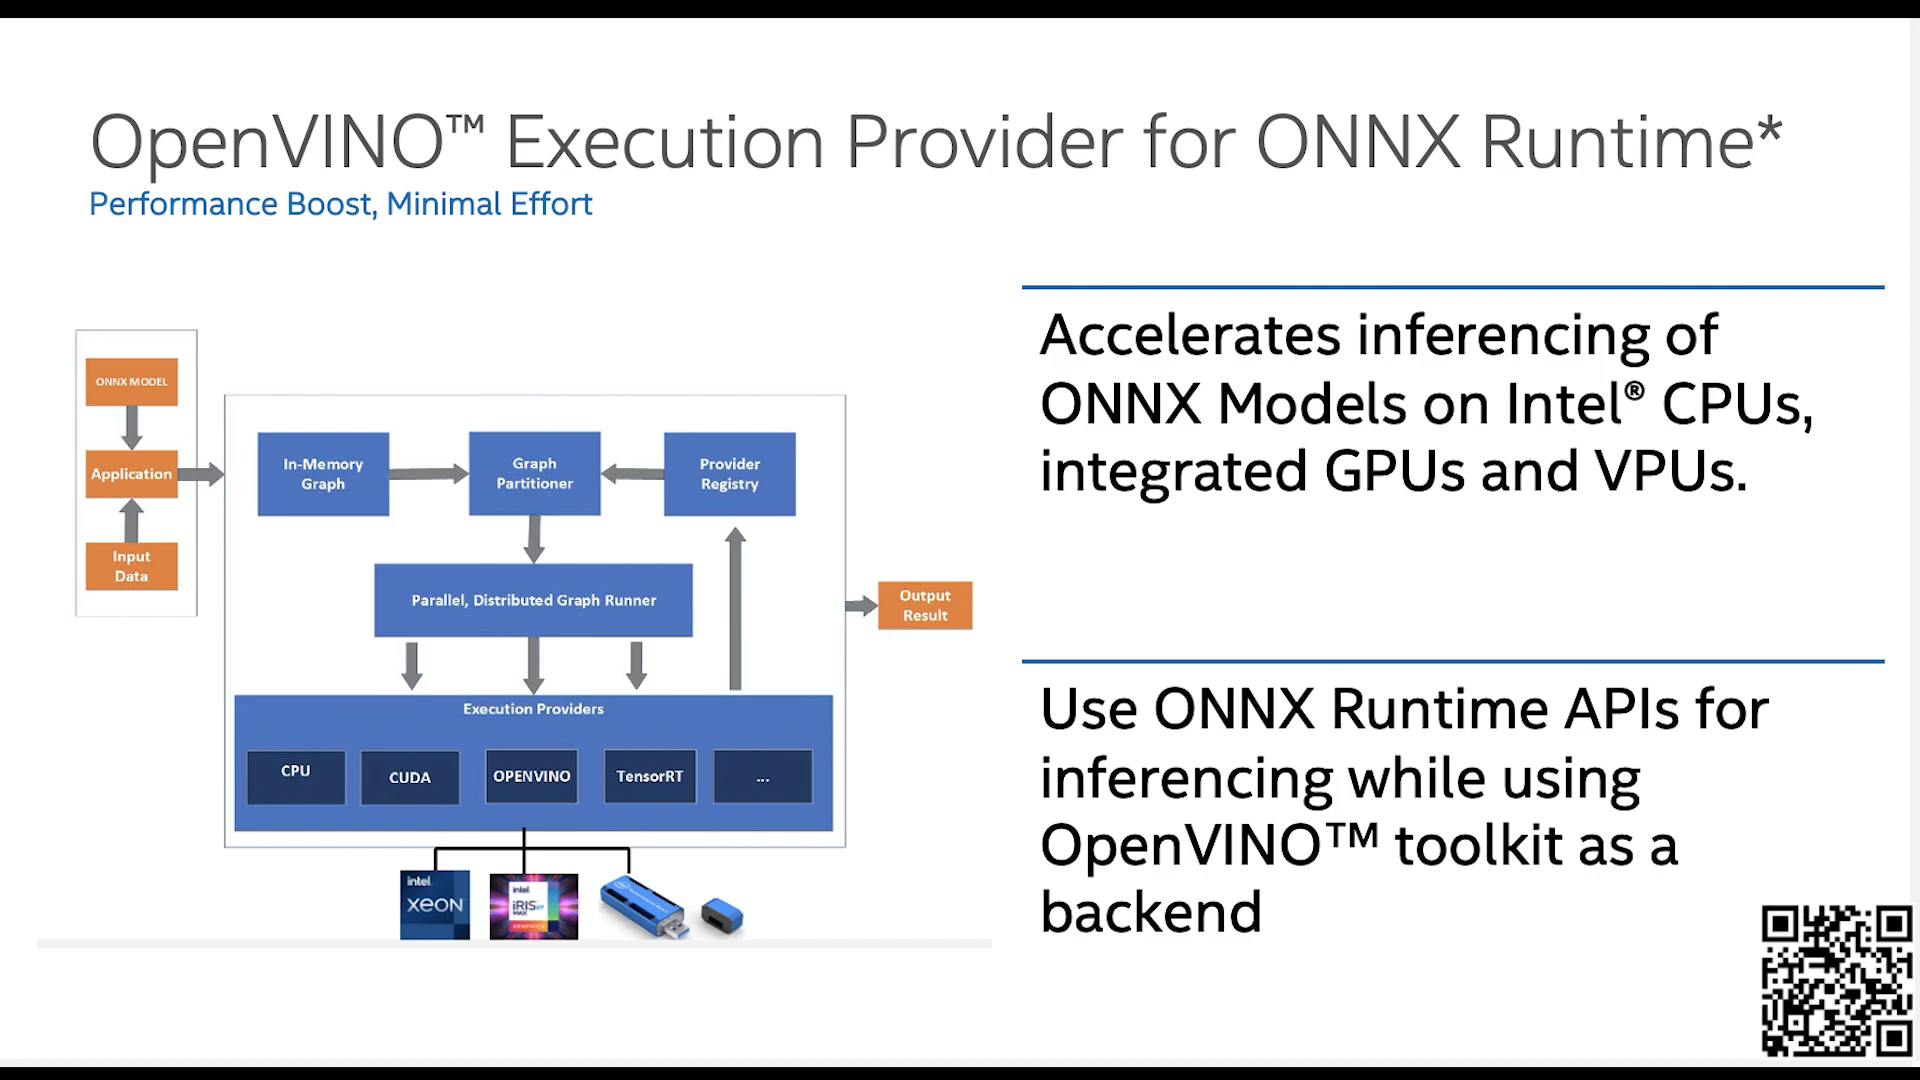 OpenVINO™ Execution Provider for ONNX Runtime*
Performance Boost, Minimal Effort
ONNX MODEL
Application
Input
Data
In-Memory
Graph
Graph
Partitioner
Provider
Registry
Parallel, Distributed Graph Runner
Execution Providers
CPU
CUDA
OPENVINO
TensorRT
...
Output
Result
intel.
XEON
intel.
IRIS Xe
MAX
GRAPHICS
Accelerates inferencing of
ONNX Models on Intel® CPUs,
integrated GPUs and VPUs.
Use ONNX Runtime APIs for
inferencing while using
OpenVINO™ toolkit as a
backend